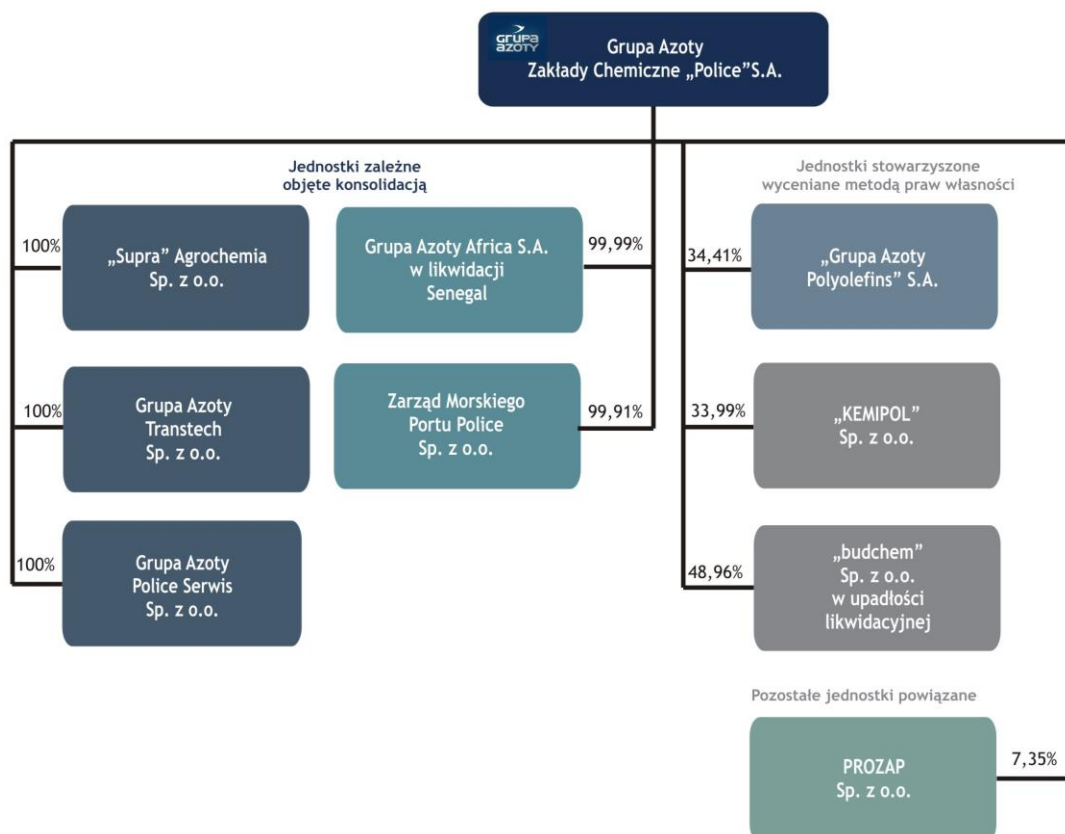 GRUPA
AZOTY
Grupa Azoty
Zakłady Chemiczne „Police”S.A.
Jednostki zależne
objęte konsolidacją
Jednostki stowarzyszone
wyceniane metodą praw własności
100%
„Supra” Agrochemia
Sp. z o.o.
Grupa Azoty Africa S.A.
w likwidacji
Senegal
99,99%
34,41%
„Grupa Azoty
Polyolefins” S.A.
100%
Grupa Azoty
Transtech
Sp. z o.o.
Zarząd Morskiego
Portu Police
Sp. z o.o.
99,91%
33,99%
„KEMIPOL”
Sp. z o.o.
100%
Grupa Azoty
Police Serwis
Sp. z o.o.
48,96%
„budchem”
Sp. z o.o.
w upadłości
likwidacyjnej
Pozostałe jednostki powiązane
PROZAP
Sp. z o.o.
7,35%